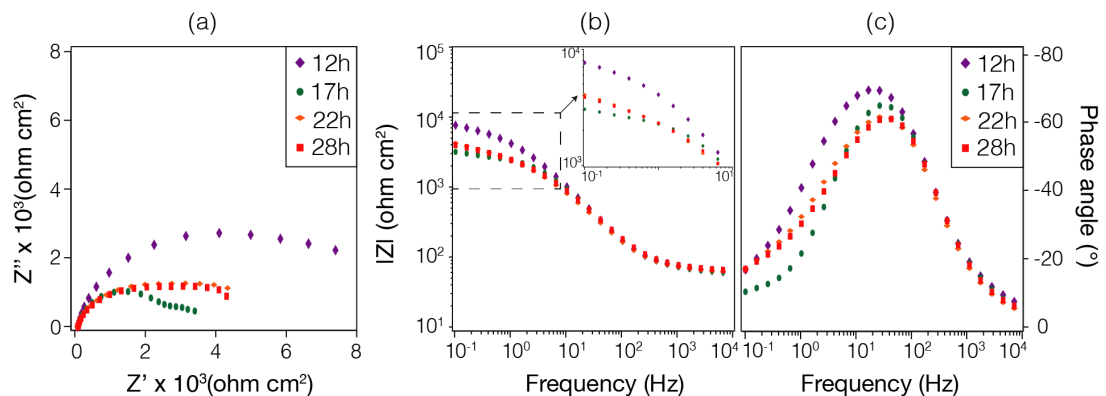 (a)
8
6
4
2
0
Z'' x 10³(ohm cm²)
0
2
4
6
8
Z' x 10³(ohm cm²)
12h
17h
22h
28h
(b)
10⁵
10⁴
10³
10²
10¹
|Z| (ohm cm²)
10⁻¹
10⁰
10¹
10²
10³
10⁴
Frequency (Hz)
10⁴
10³
10⁻¹
10⁰
10¹
(c)
12h
17h
22h
28h
-80
-60
-40
-20
0
Phase angle (°)
10⁻¹
10⁰
10¹
10²
10³
10⁴
Frequency (Hz)